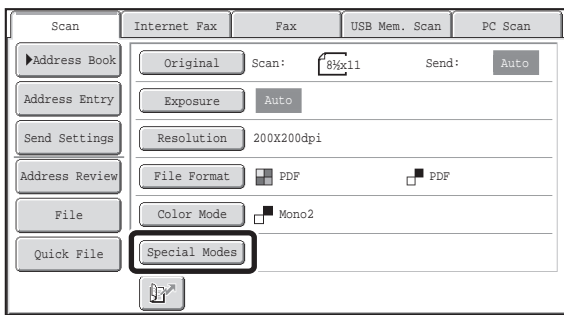 Scan Internet Fax Fax USB Mem. Scan PC Scan
Address Book Original Scan: 8½x11 Send: Auto
Address Entry Exposure Auto
Send Settings Resolution 200X200dpi
Address Review File Format PDF PDF
File Color Mode Mono2
Quick File Special Modes